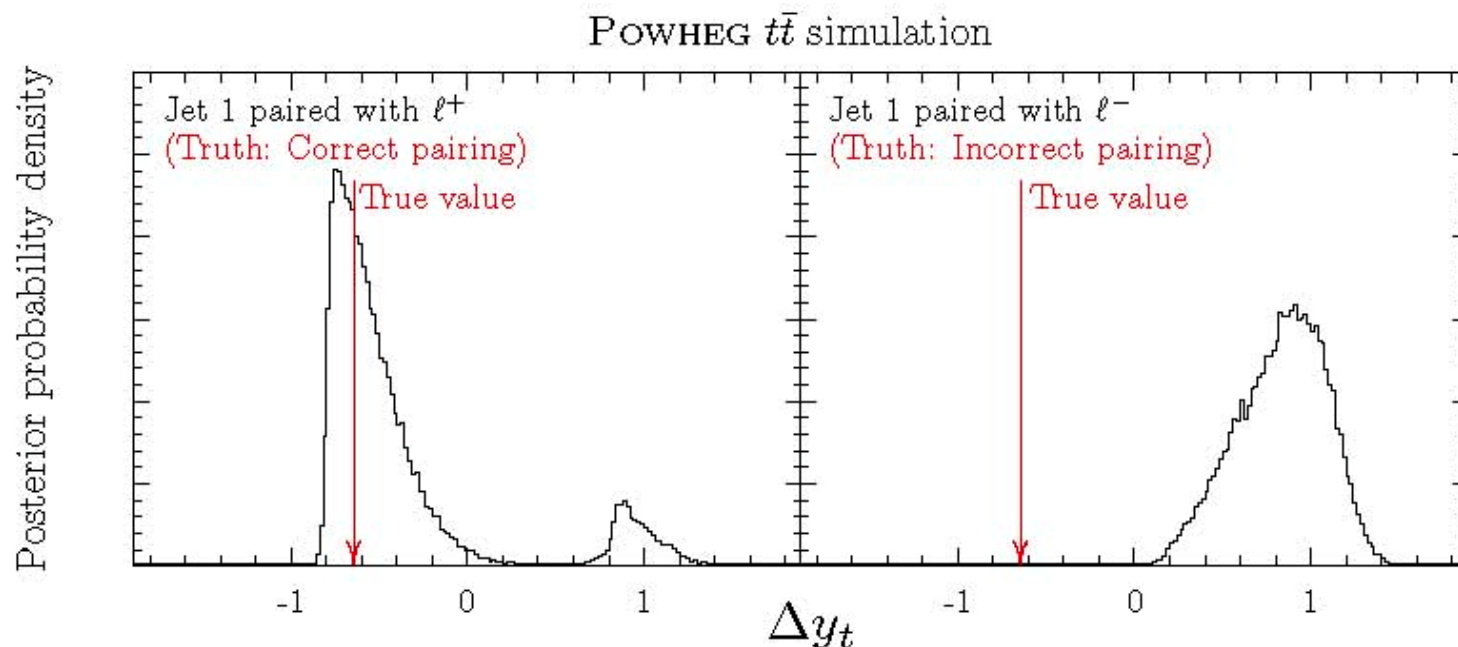 POWHEG tt̄ simulation
Posterior probability density
Jet 1 paired with ℓ+
(Truth: Correct pairing)
True value
Jet 1 paired with ℓ−
(Truth: Incorrect pairing)
True value
-1 0 1 -1 0 1
Δyt